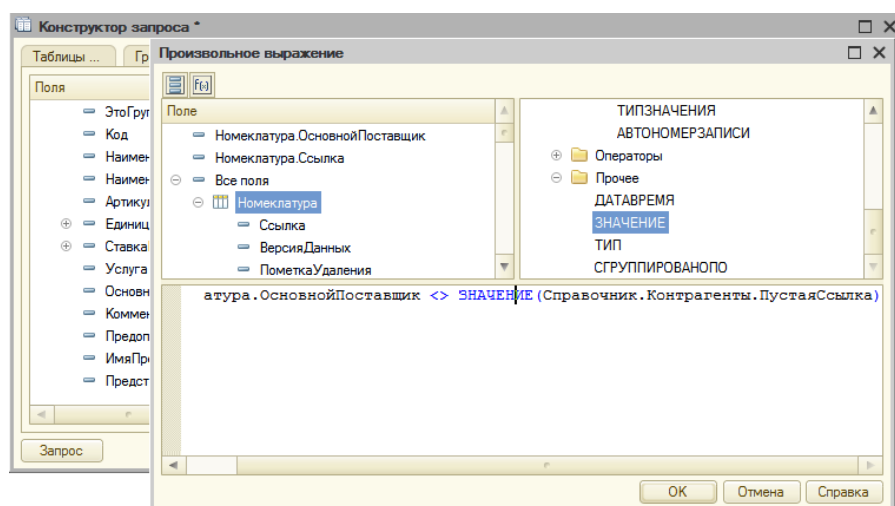 Конструктор запроса *
Таблицы ...
Гр
Поля
ЭтоГруп
Код
Наимен
Наимен
Артикул
Единиц
Ставка
Услуга
Основн
Коммен
Предоп
ИмяПр
Предст
Запрос
Произвольное выражение
Поле
Номеклатура.ОсновнойПоставщик
Номеклатура.Ссылка
Все поля
Номеклатура
Ссылка
ВерсияДанных
ПометкаУдаления
ТИПЗНАЧЕНИЯ
АВТОНОМЕРЗАПИСИ
Операторы
Прочее
ДАТАВРЕМЯ
ЗНАЧЕНИЕ
ТИП
СГРУППИРОВАНОПО
атура.ОсновнойПоставщик <> ЗНАЧЕНИЕ(Справочник.Контрагенты.ПустаяСсылка)
OK
Отмена
Справка